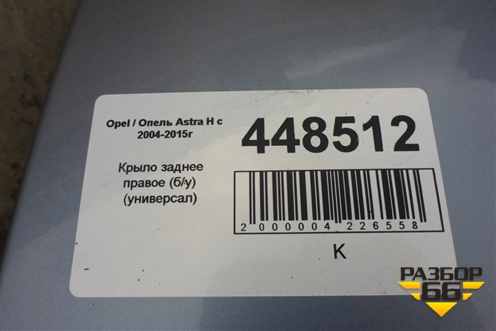 Opel / Опель Astra H с
2004-2015г
448512
Крыло заднее
правое (б/у)
(универсал)
2000004226558
К
РАЗБОР
66